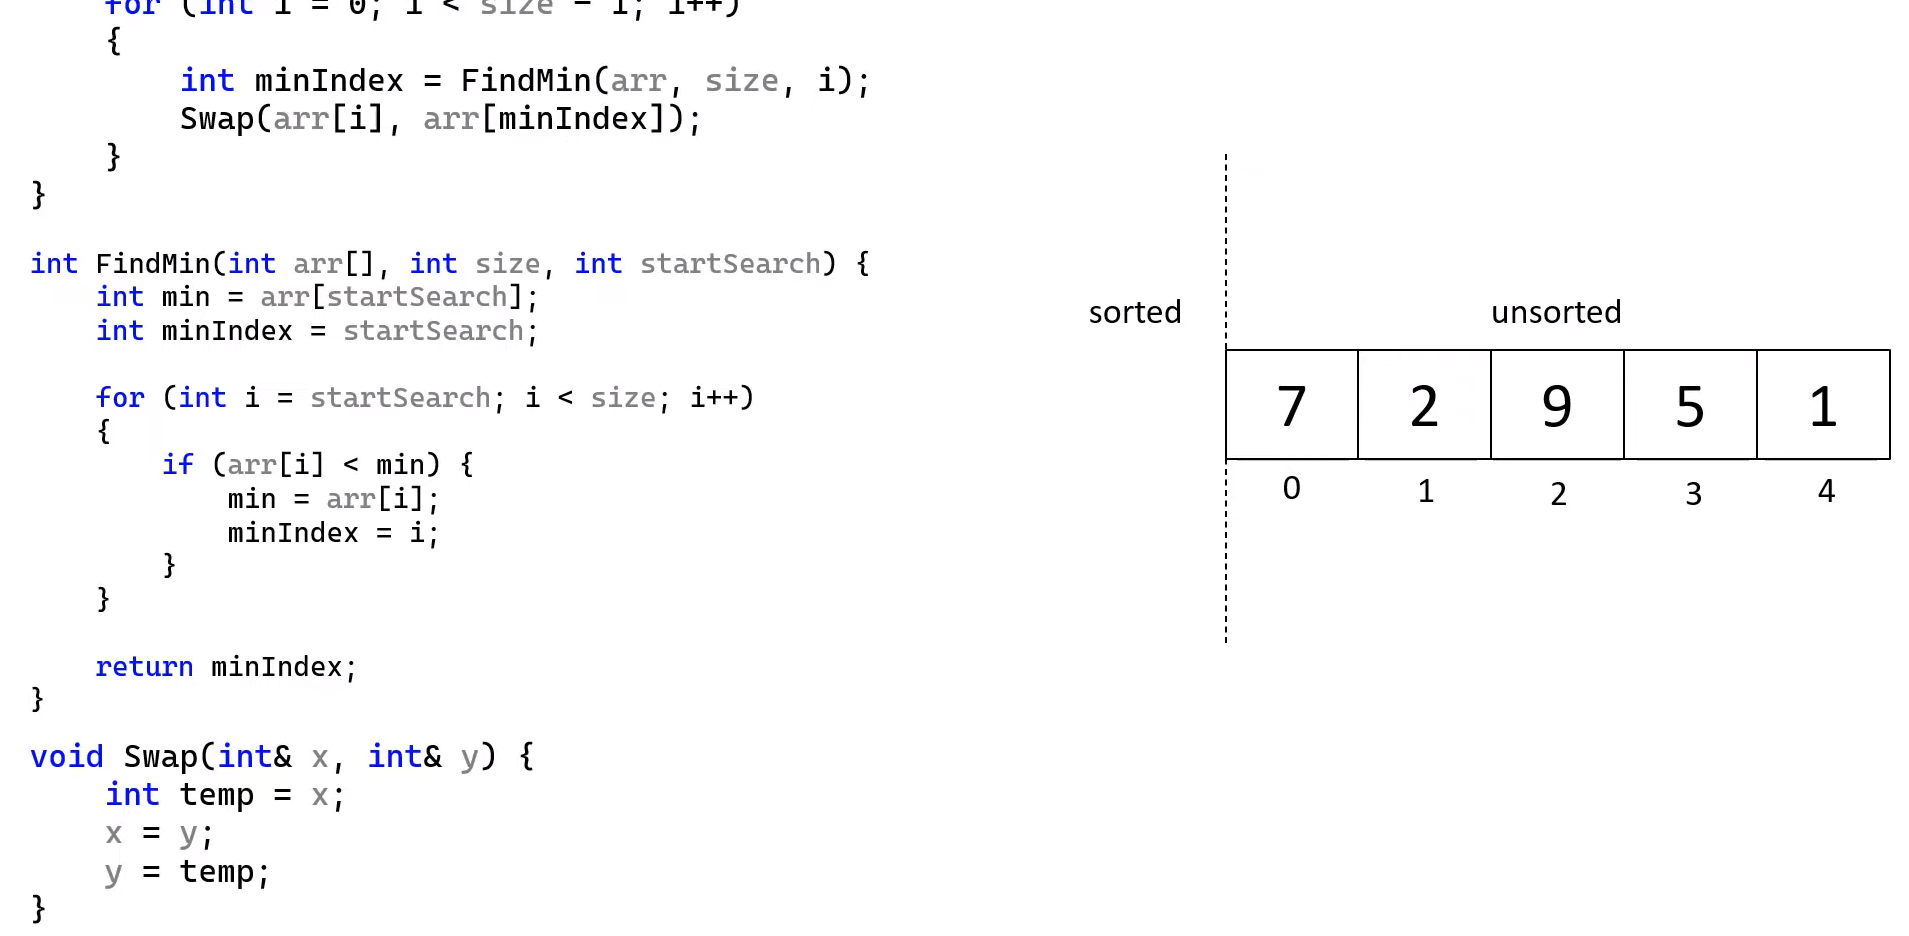 for (int i = 0; i < size - 1; i++)
{
int minIndex = FindMin(arr, size, i);
Swap(arr[i], arr[minIndex]);
}
}
int FindMin(int arr[], int size, int startSearch) {
int min = arr[startSearch];
int minIndex = startSearch;
for (int i = startSearch; i < size; i++)
{
if (arr[i] < min) {
min = arr[i];
minIndex = i;
}
}
return minIndex;
}
void Swap(int& x, int& y) {
int temp = x;
x = y;
y = temp;
}
sorted unsorted
7 2 9 5 1
0 1 2 3 4